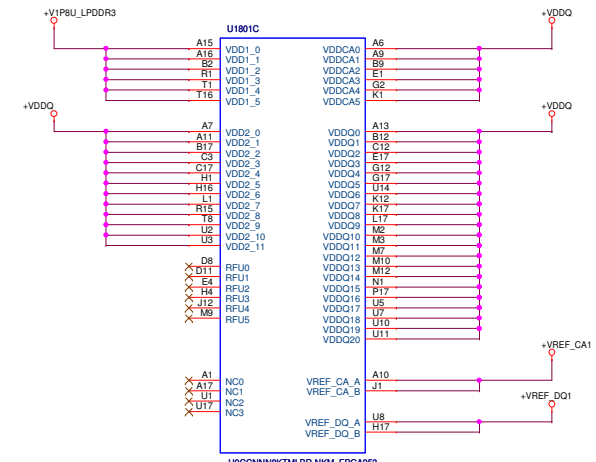 +V1P8U_LPDDR3
+VDDQ
U1801C
A15 VDD1_0
A16 VDD1_1
B2 VDD1_2
R1 VDD1_3
T1 VDD1_4
T16 VDD1_5
A6 VDDCA0
A9 VDDCA1
B9 VDDCA2
E1 VDDCA3
G2 VDDCA4
K1 VDDCA5
+VDDQ
+VDDQ
A7 VDD2_0
A11 VDD2_1
B17 VDD2_2
C3 VDD2_3
C17 VDD2_4
H1 VDD2_5
H16 VDD2_6
L1 VDD2_7
R15 VDD2_8
T8 VDD2_9
U2 VDD2_10
U3 VDD2_11
A13 VDDQ0
B12 VDDQ1
C12 VDDQ2
E17 VDDQ3
G12 VDDQ4
G17 VDDQ5
U14 VDDQ6
K12 VDDQ7
K17 VDDQ8
L17 VDDQ9
M2 VDDQ10
M3 VDDQ11
M7 VDDQ12
M10 VDDQ13
M12 VDDQ14
N1 VDDQ15
P17 VDDQ16
U5 VDDQ17
U7 VDDQ18
U10 VDDQ19
U11 VDDQ20
D8 RFU0
D11 RFU1
E4 RFU2
H4 RFU3
J12 RFU4
M9 RFU5
A1 NC0
A17 NC1
U1 NC2
U17 NC3
+VREF_CA1
A10 VREF_CA_A
J1 VREF_CA_B
+VREF_DQ1
U8 VREF_DQ_A
H17 VREF_DQ_B